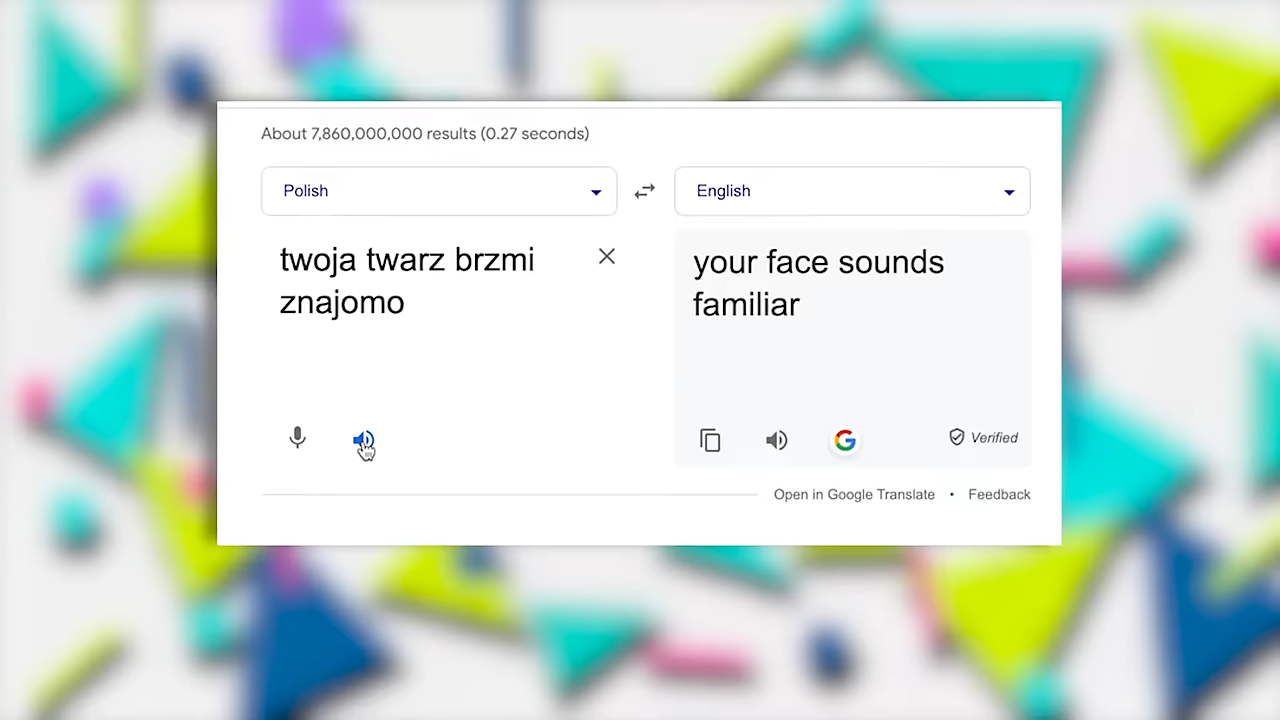 About 7,860,000,000 results (0.27 seconds)
Polish
English
twoja twarz brzmi
znajomo
your face sounds
familiar
Verified
Open in Google Translate • Feedback